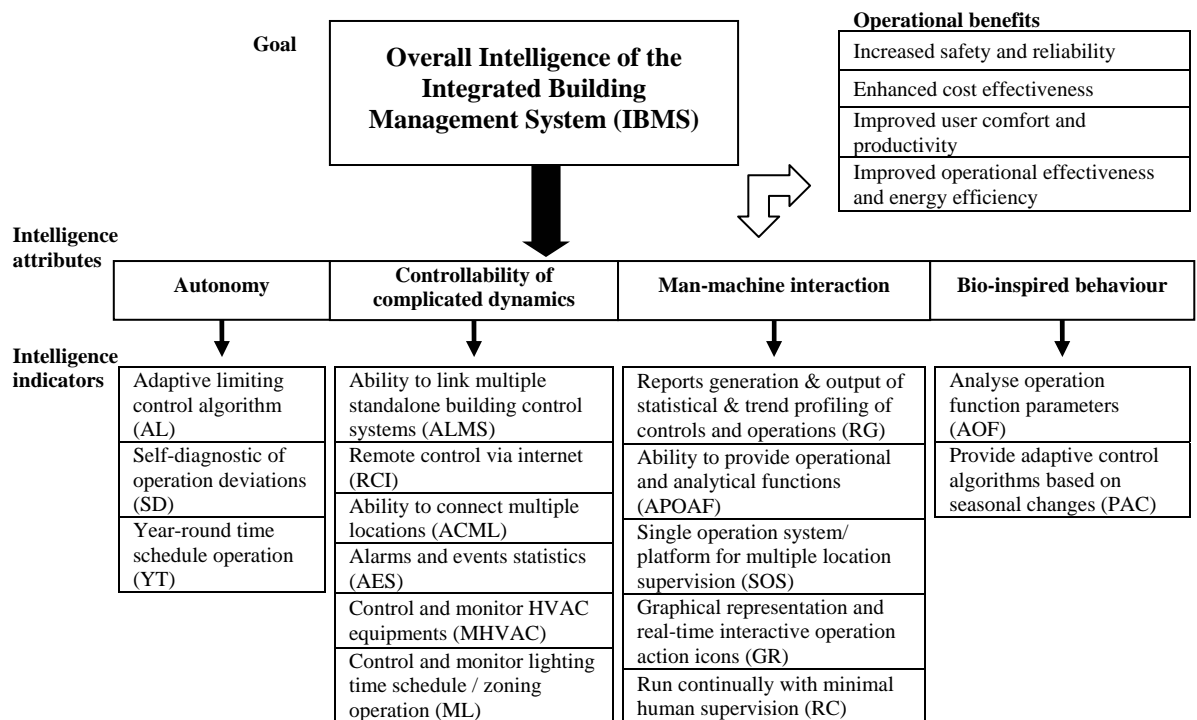 Goal
Overall Intelligence of the
Integrated Building
Management System (IBMS)
Operational benefits
Increased safety and reliability
Enhanced cost effectiveness
Improved user comfort and
productivity
Improved operational effectiveness
and energy efficiency
Intelligence
attributes
Autonomy
Controllability of
complicated dynamics
Man-machine interaction
Bio-inspired behaviour
Intelligence
indicators
Adaptive limiting
control algorithm
(AL)
Self-diagnostic of
operation deviations
(SD)
Year-round time
schedule operation
(YT)
Ability to link multiple
standalone building control
systems (ALMS)
Remote control via internet
(RCI)
Ability to connect multiple
locations (ACML)
Alarms and events statistics
(AES)
Control and monitor HVAC
equipments (MHVAC)
Control and monitor lighting
time schedule / zoning
operation (ML)
Reports generation & output of
statistical & trend profiling of
controls and operations (RG)
Ability to provide operational
and analytical functions
(APOAF)
Single operation system/
platform for multiple location
supervision (SOS)
Graphical representation and
real-time interactive operation
action icons (GR)
Run continually with minimal
human supervision (RC)
Analyse operation
function parameters
(AOF)
Provide adaptive control
algorithms based on
seasonal changes (PAC)